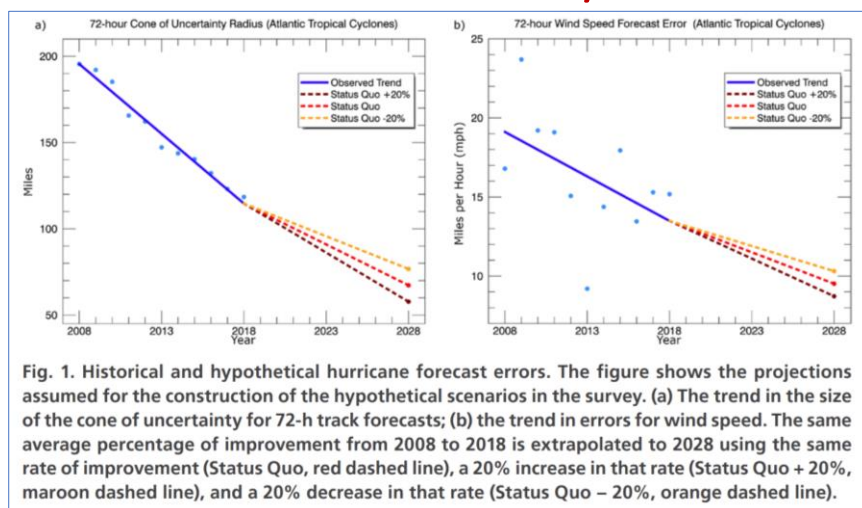 a) 72-hour Cone of Uncertainty Radius (Atlantic Tropical Cyclones)
200
150
100
50
Miles
2008 2013 2018 2023 2028
Year
Observed Trend
Status Quo +20%
Status Quo
Status Quo -20%
b) 72-hour Wind Speed Forecast Error (Atlantic Tropical Cyclones)
25
20
15
10
Miles per Hour (mph)
2008 2013 2018 2023 2028
Year
Observed Trend
Status Quo +20%
Status Quo
Status Quo -20%
Fig. 1. Historical and hypothetical hurricane forecast errors. The figure shows the projections
assumed for the construction of the hypothetical scenarios in the survey. (a) The trend in the size
of the cone of uncertainty for 72-h track forecasts; (b) the trend in errors for wind speed. The same
average percentage of improvement from 2008 to 2018 is extrapolated to 2028 using the same
rate of improvement (Status Quo, red dashed line), a 20% increase in that rate (Status Quo + 20%,
maroon dashed line), and a 20% decrease in that rate (Status Quo − 20%, orange dashed line).